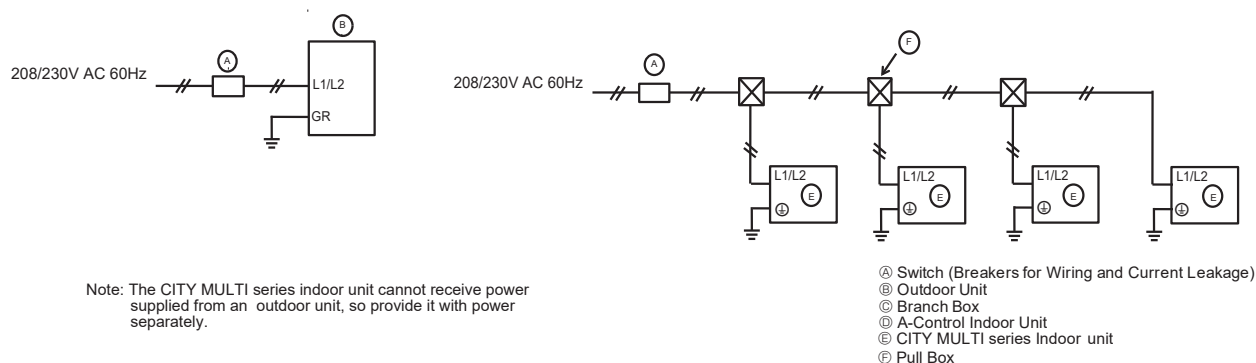 B
208/230V AC 60Hz
A
L1/L2
GR
F
208/230V AC 60Hz
A
L1/L2
E
L1/L2
E
L1/L2
E
L1/L2
E
Note: The CITY MULTI series indoor unit cannot receive power
supplied from an outdoor unit, so provide it with power
separately.
Ⓐ Switch (Breakers for Wiring and Current Leakage)
Ⓑ Outdoor Unit
Ⓒ Branch Box
Ⓓ A-Control Indoor Unit
Ⓔ CITY MULTI series Indoor unit
Ⓕ Pull Box